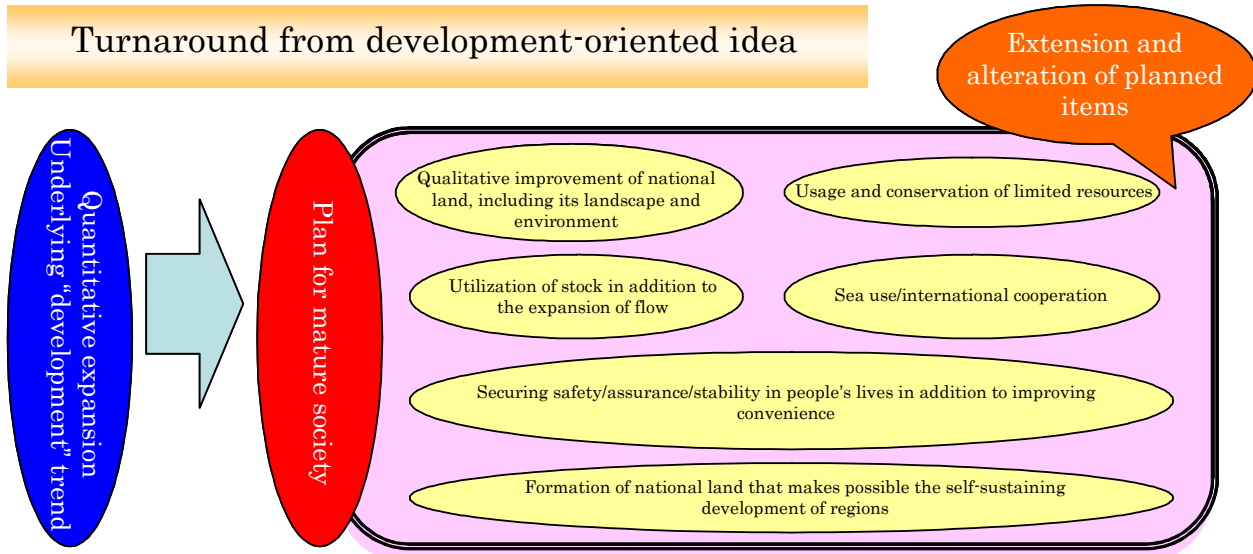 Turnaround from development-oriented idea
Extension and
alteration of planned
items
Quantitative expansion
Underlying “development” trend
Plan for mature society
Qualitative improvement of national
land, including its landscape and
environment
Usage and conservation of limited resources
Utilization of stock in addition to
the expansion of flow
Sea use/international cooperation
Securing safety/assurance/stability in people’s lives in addition to improving
convenience
Formation of national land that makes possible the self-sustaining
development of regions